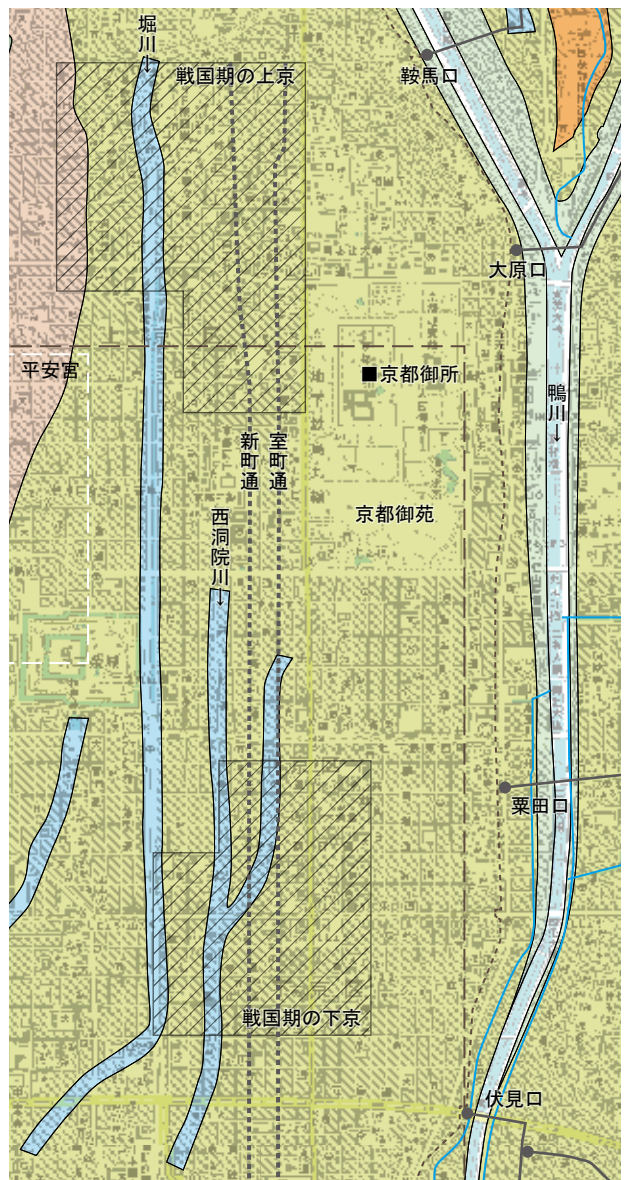 堀川→
戦国期の上京
鞍馬口
大原口
平安宮
■京都御所
鴨川→
新町通
室町通
京都御苑
西洞院川→
粟田口
戦国期の下京
伏見口